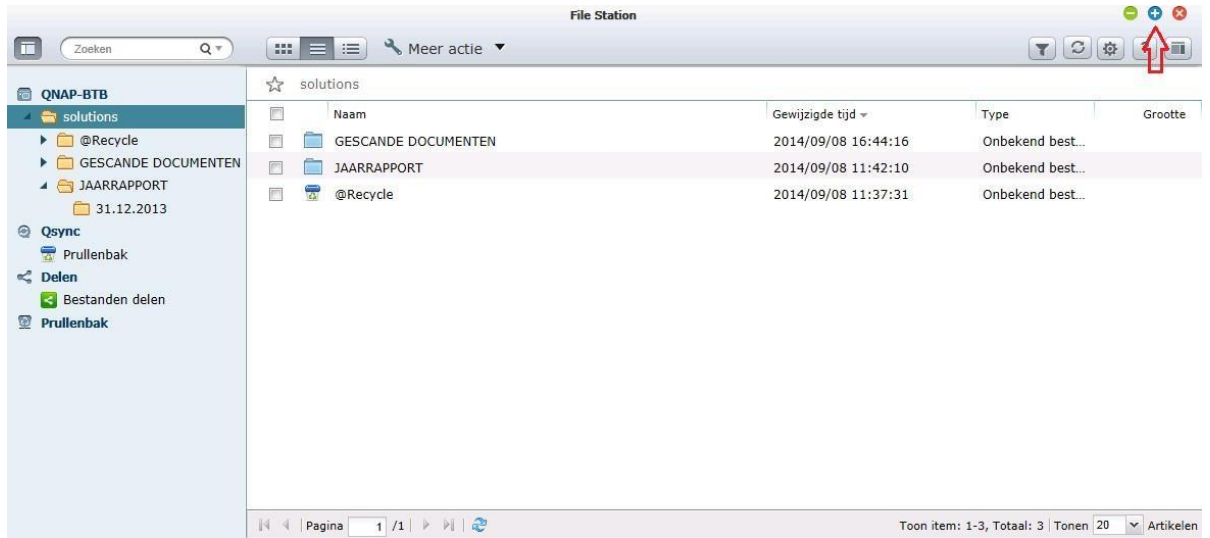 File Station
Zoeken
Meer actie
QNAP-BTB
solutions
@Recycle
GESCANDE DOCUMENTEN
JAARRAPPORT
31.12.2013
Qsync
Prullenbak
Delen
Bestanden delen
Prullenbak
solutions
Naam Gewijzigde tijd Type Grootte
GESCANDE DOCUMENTEN 2014/09/08 16:44:16 Onbekend best...
JAARRAPPORT 2014/09/08 11:42:10 Onbekend best...
@Recycle 2014/09/08 11:37:31 Onbekend best...
Pagina 1 /1 Toon item: 1-3, Totaal: 3 Tonen 20 Artikelen